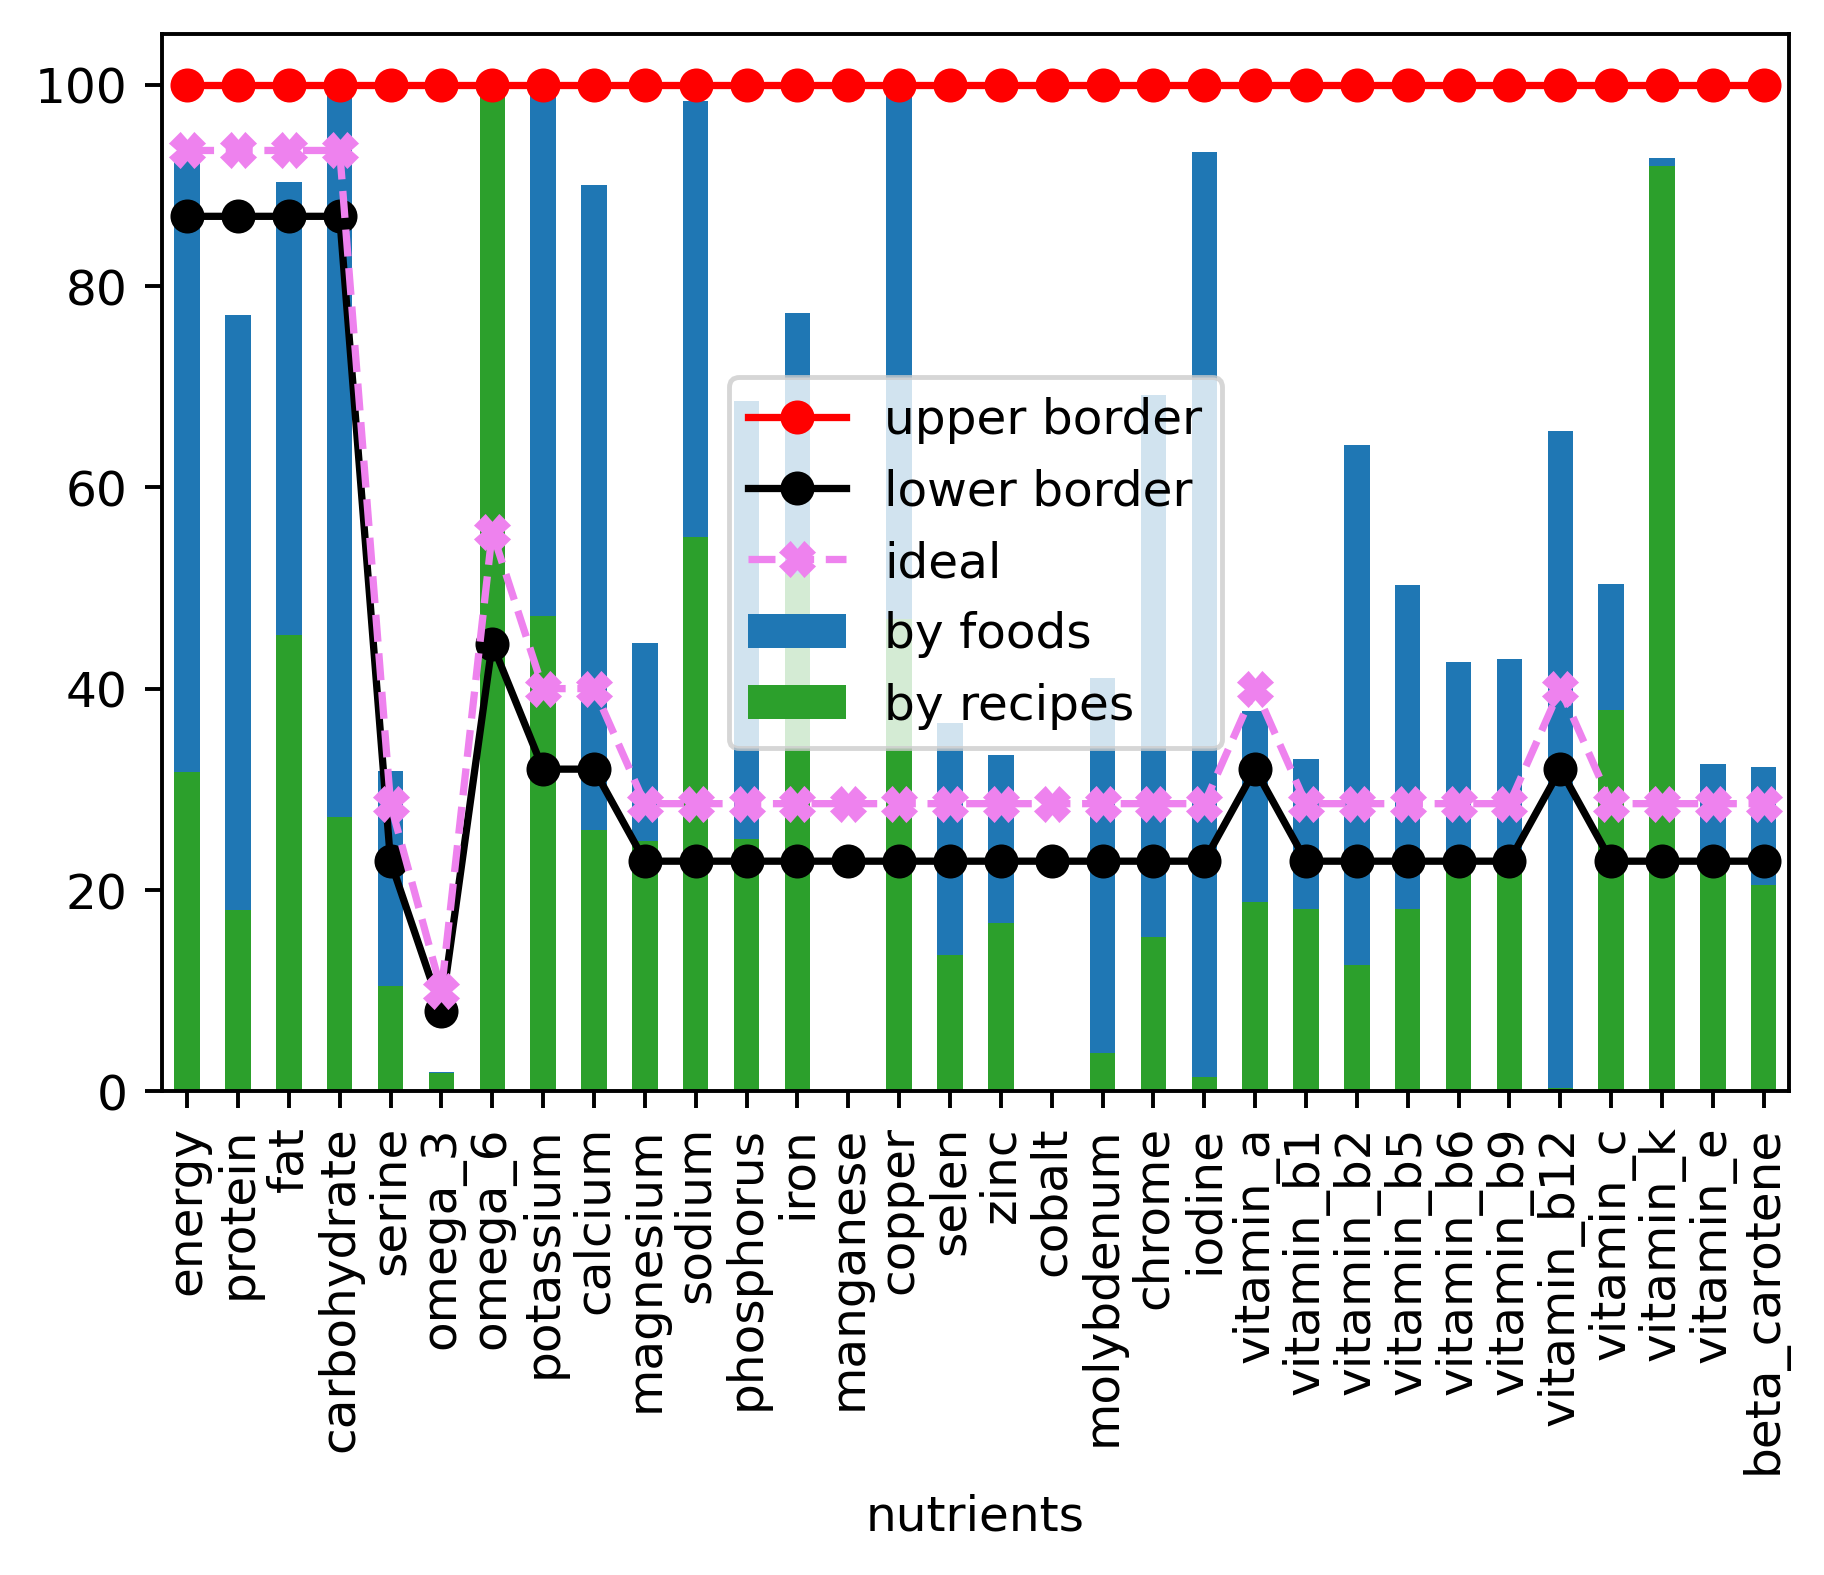 100
80
60
40
20
0
upper border
lower border
ideal
by foods
by recipes
energy
protein
fat
carbohydrate
serine
omega_3
omega_6
potassium
calcium
magnesium
sodium
phosphorus
iron
manganese
copper
selen
zinc
cobalt
molybdenum
chrome
iodine
vitamin_a
vitamin_b1
vitamin_b2
vitamin_b5
vitamin_b6
vitamin_b9
vitamin_b12
vitamin_c
vitamin_k
vitamin_e
beta_carotene
nutrients